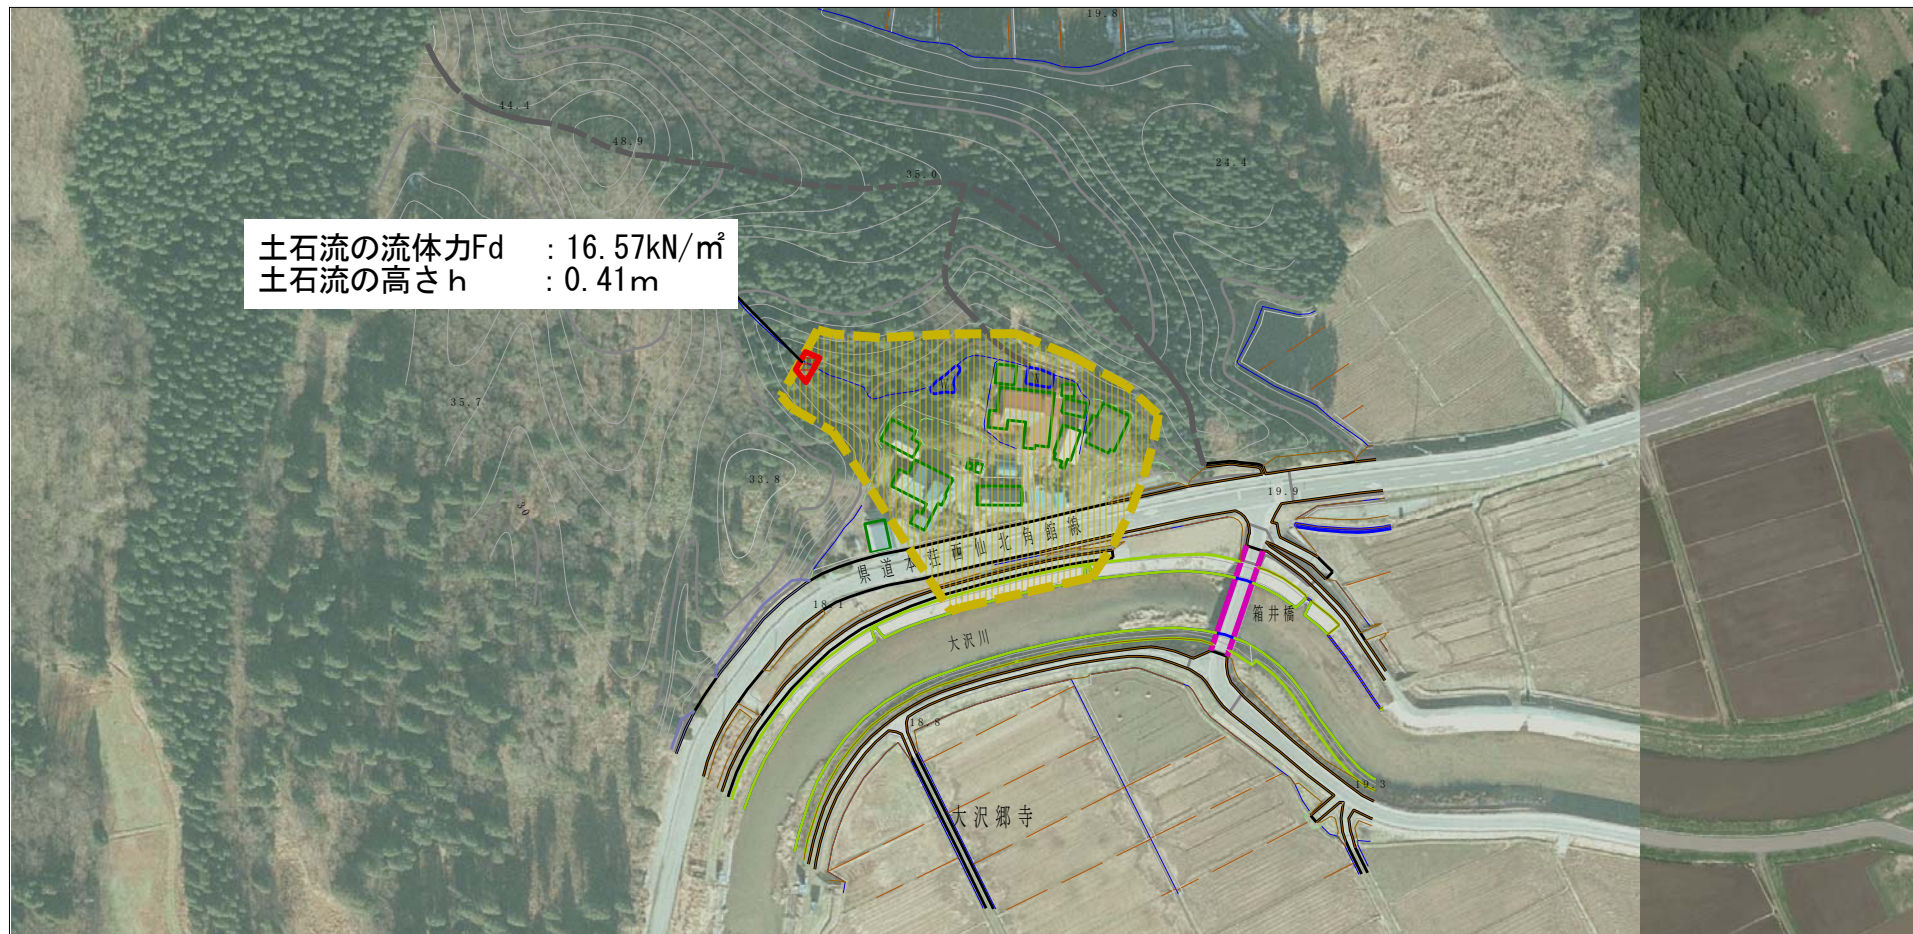 19.8
44.4
48.9
24.4
35.0
土石流の流体力Fd :16.57kN/㎡
土石流の高さh :0.41m
35.7
33.8
30
19.9
県道本荘西仙北角館線
18.1
箱井橋
大沢川
18.8
19.3
大沢郷寺